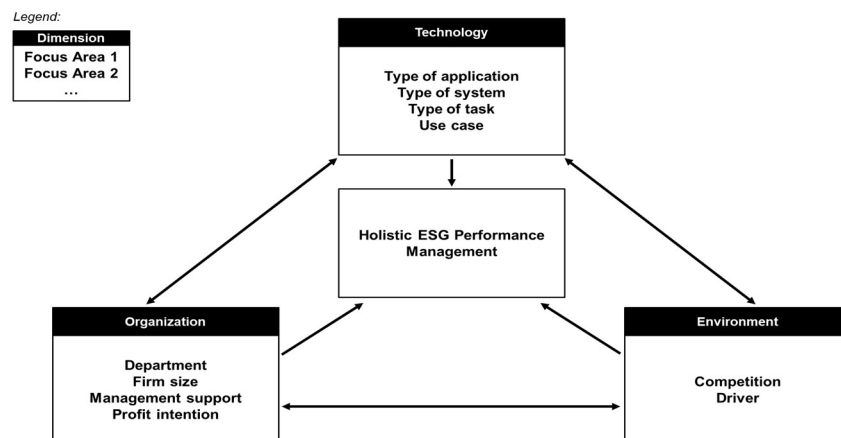 Legend:
Dimension
Focus Area 1
Focus Area 2
...
Technology
Type of application
Type of system
Type of task
Use case
Holistic ESG Performance
Management
Organization
Department
Firm size
Management support
Profit intention
Environment
Competition
Driver